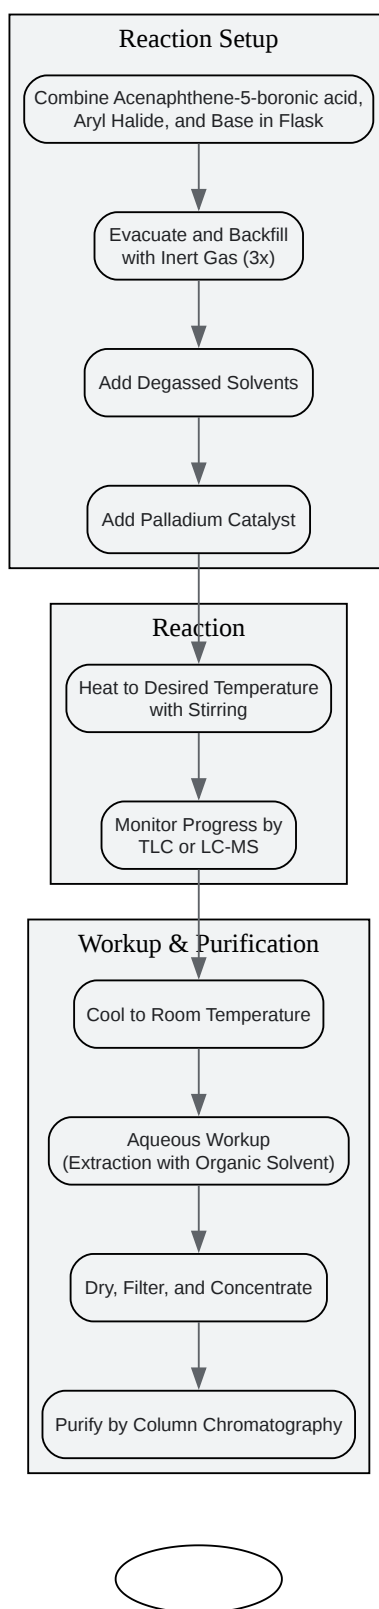 Reaction Setup
Combine Acenaphthene-5-boronic acid,
Aryl Halide, and Base in Flask
Evacuate and Backfill
with Inert Gas (3x)
Add Degassed Solvents
Add Palladium Catalyst
Reaction
Heat to Desired Temperature
with Stirring
Monitor Progress by
TLC or LC-MS
Workup & Purification
Cool to Room Temperature
Aqueous Workup
(Extraction with Organic Solvent)
Dry, Filter, and Concentrate
Purify by Column Chromatography